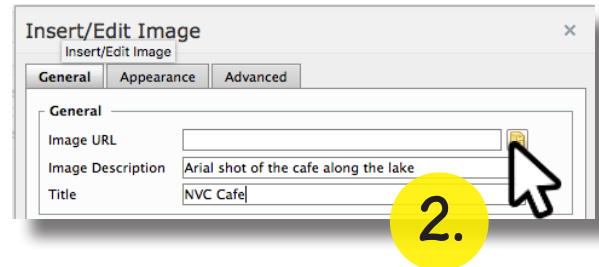 Insert/Edit Image
Insert/Edit Image
General Appearance Advanced
General
Image URL
Image Description Arial shot of the cafe along the lake
Title NVC Cafe
2.